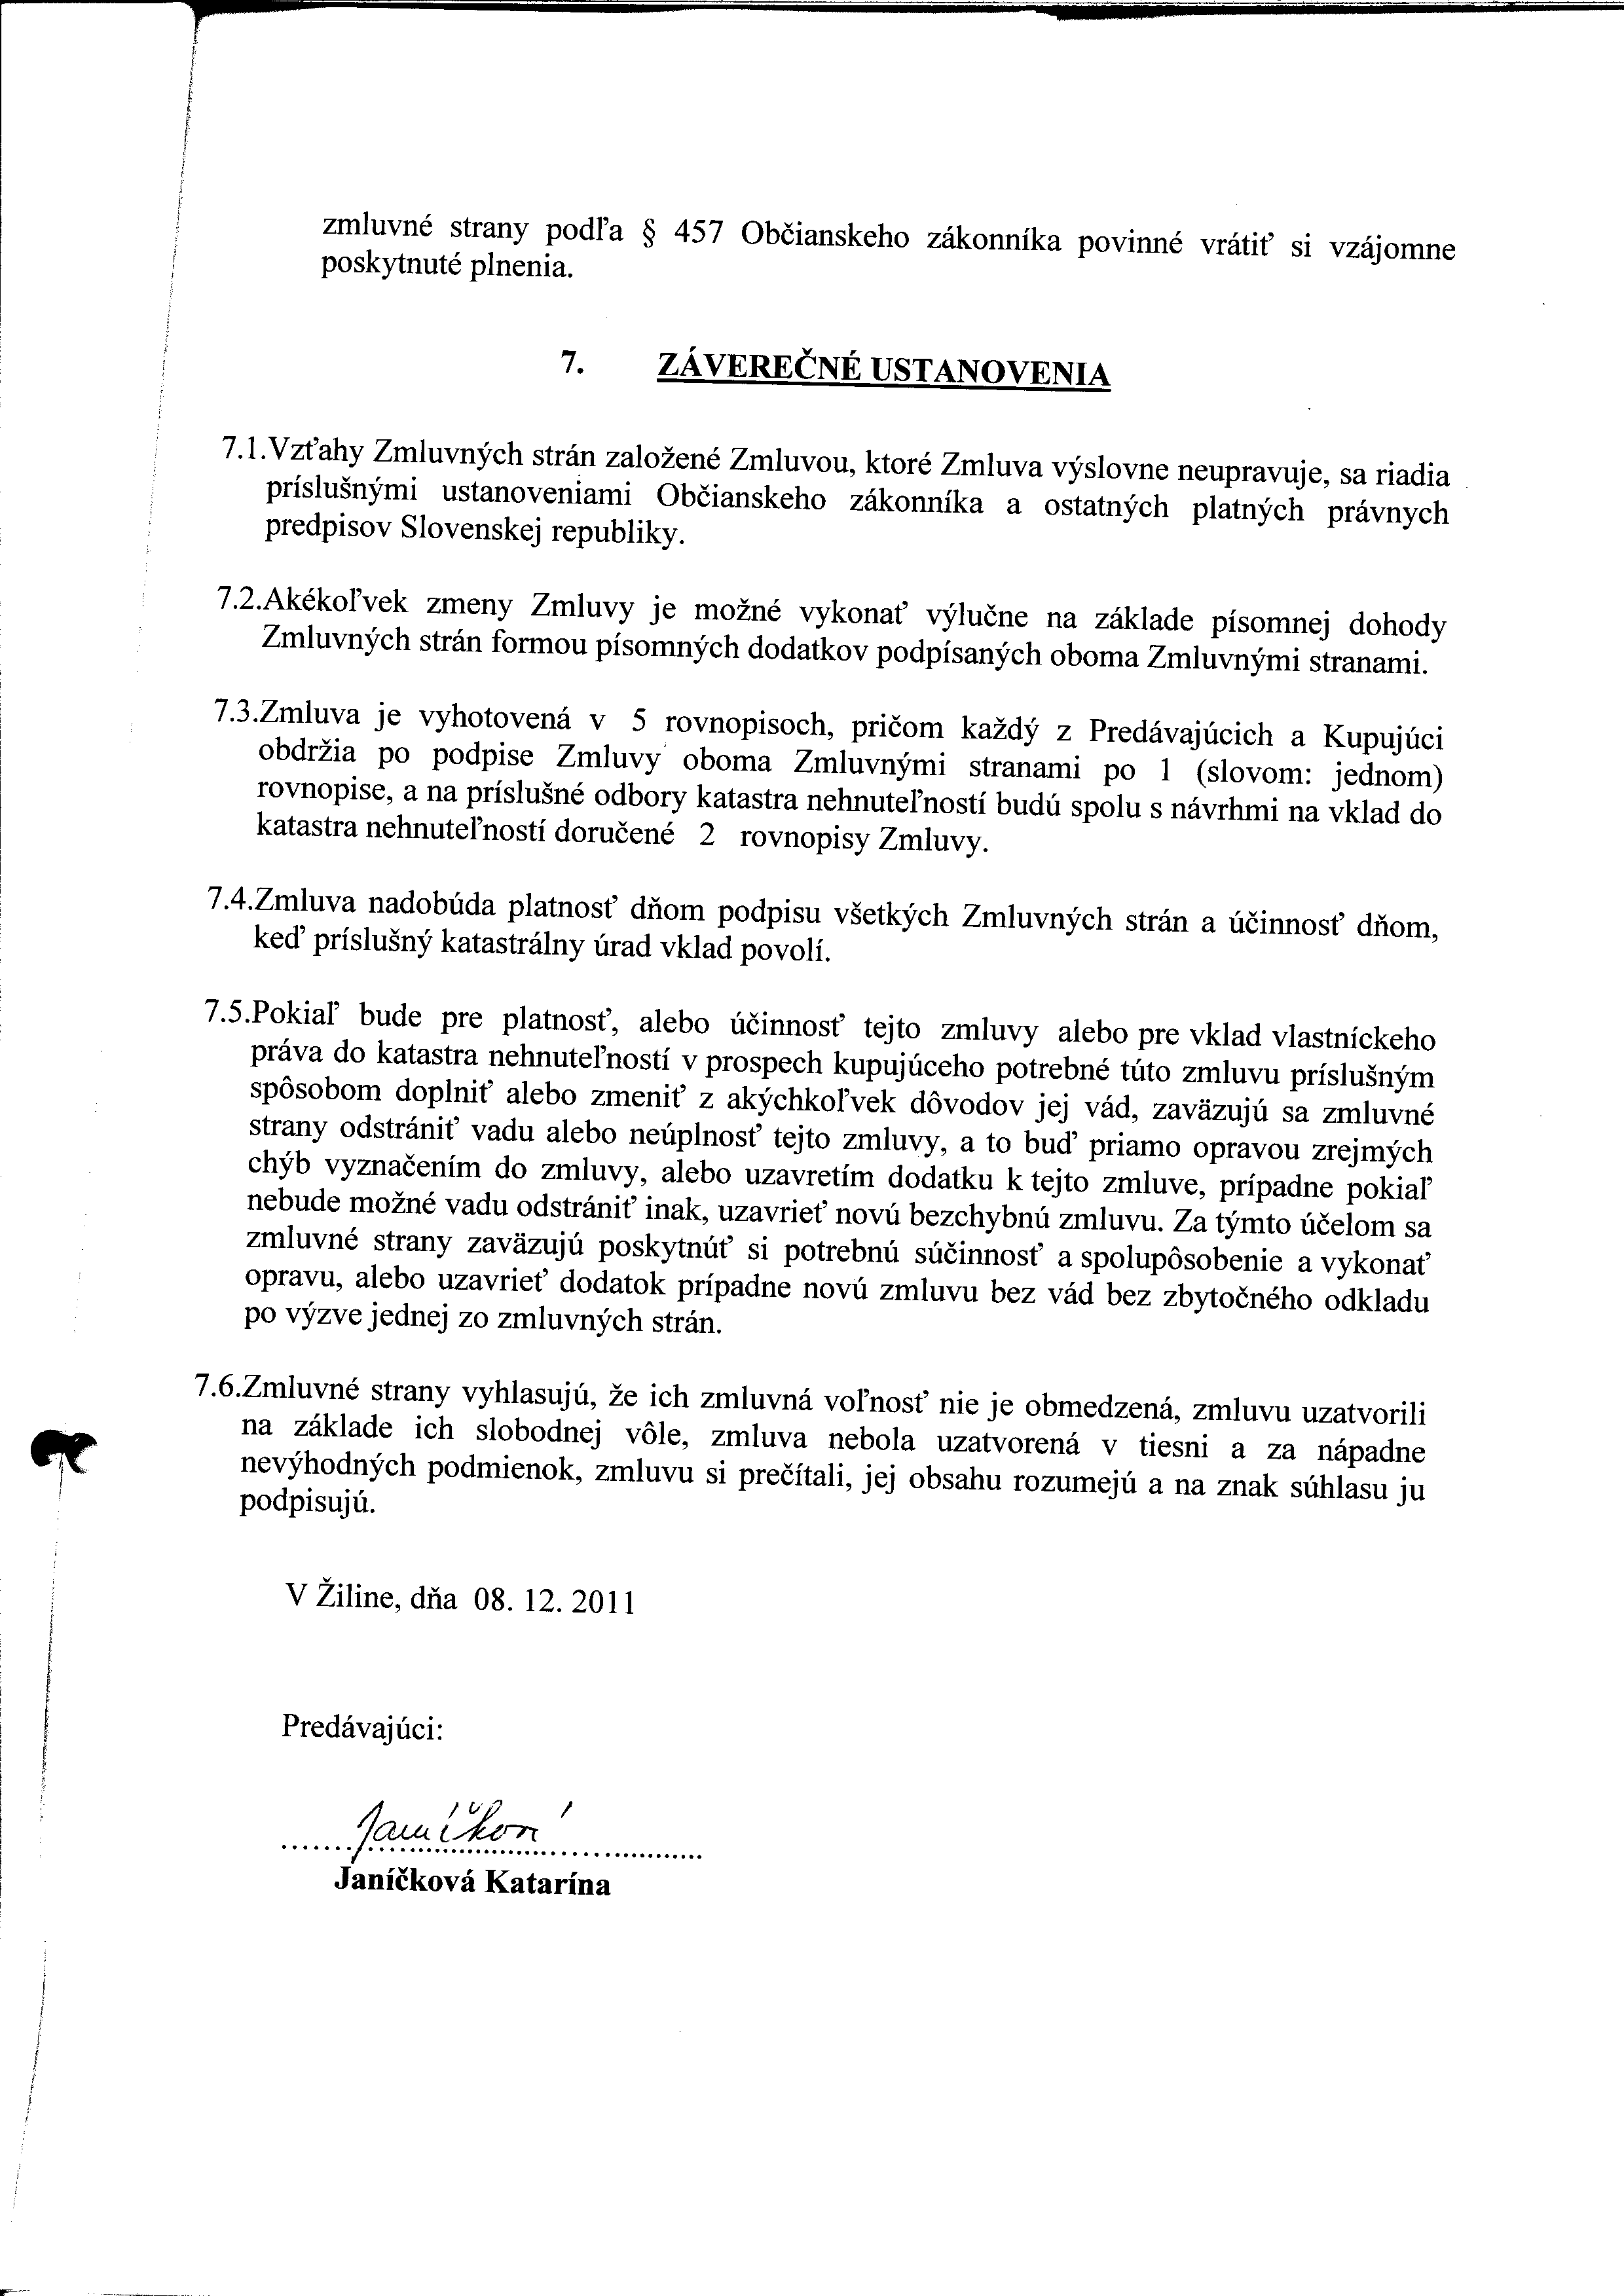 zmluvné strany podľa § 457 Občianskeho zákonníka povinné vrátiť si vzájomne
poskytnuté plnenia.
7. ZÁVEREČNÉ USTANOVENIA
7.1.Vzťahy Zmluvných strán založené Zmluvou, ktoré Zmluva výslovne neupravuje, sa riadia
príslušnými ustanoveniami Občianskeho zákonníka a ostatných platných právnych
predpisov Slovenskej republiky.
7.2.Akékoľvek zmeny Zmluvy je možné vykonať výlučne na základe písomnej dohody
Zmluvných strán formou písomných dodatkov podpísaných oboma Zmluvnými stranami.
7.3.Zmluva je vyhotovená v 5 rovnopisoch, pričom každý z Predávajúcich a Kupujúci
obdržia po podpise Zmluvy oboma Zmluvnými stranami po 1 (slovom: jednom)
rovnopise, a na príslušné odbory katastra nehnuteľností budú spolu s návrhmi na vklad do
katastra nehnuteľností doručené 2 rovnopisy Zmluvy.
7.4.Zmluva nadobúda platnosť dňom podpisu všetkých Zmluvných strán a účinnosť dňom,
keď príslušný katastrálny úrad vklad povolí.
7.5.Pokiaľ bude pre platnosť, alebo účinnosť tejto zmluvy alebo pre vklad vlastníckeho
práva do katastra nehnuteľností v prospech kupujúceho potrebné túto zmluvu príslušným
spôsobom doplniť alebo zmeniť z akýchkoľvek dôvodov jej vád, zaväzujú sa zmluvné
strany odstrániť vadu alebo neúplnosť tejto zmluvy, a to buď priamo opravou zrejmých
chýb vyznačením do zmluvy, alebo uzavretím dodatku k tejto zmluve, prípadne pokiaľ
nebude možné vadu odstrániť inak, uzavrieť novú bezchybnú zmluvu. Za týmto účelom sa
zmluvné strany zaväzujú poskytnúť si potrebnú súčinnosť a spolupôsobenie a vykonať
opravu, alebo uzavrieť dodatok prípadne novú zmluvu bez vád bez zbytočného odkladu
po výzve jednej zo zmluvných strán.
7.6.Zmluvné strany vyhlasujú, že ich zmluvná voľnosť nie je obmedzená, zmluvu uzatvorili
na základe ich slobodnej vôle, zmluva nebola uzatvorená v tiesni a za nápadne
nevýhodných podmienok, zmluvu si prečítali, jej obsahu rozumejú a na znak súhlasu ju
podpisujú.
V Žiline, dňa 08. 12. 2011
Predávajúci:
Janíčková
Janíčková Katarína